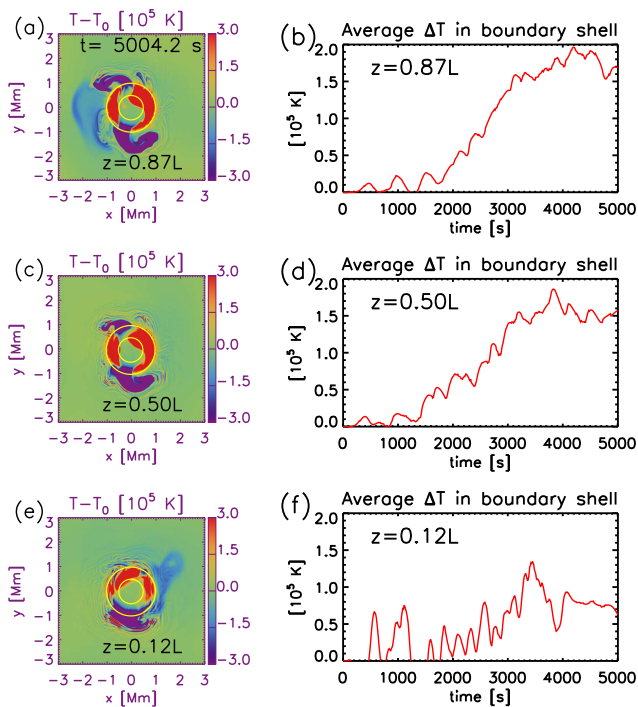 (a)
T−T₀ [10⁵ K]
t= 5004.2 s
z=0.87L
y [Mm]
3
2
1
0
−1
−2
−3
−3 −2 −1 0 1 2 3
x [Mm]
3.0
1.5
0.0
−1.5
−3.0
(b)
Average ΔT in boundary shell
z=0.87L
[10⁵ K]
2.0
1.5
1.0
0.5
0.0
0 1000 2000 3000 4000 5000
time [s]
(c)
T−T₀ [10⁵ K]
z=0.50L
y [Mm]
3
2
1
0
−1
−2
−3
−3 −2 −1 0 1 2 3
x [Mm]
3.0
1.5
0.0
−1.5
−3.0
(d)
Average ΔT in boundary shell
z=0.50L
[10⁵ K]
2.0
1.5
1.0
0.5
0.0
0 1000 2000 3000 4000 5000
time [s]
(e)
T−T₀ [10⁵ K]
z=0.12L
y [Mm]
3
2
1
0
−1
−2
−3
−3 −2 −1 0 1 2 3
x [Mm]
3.0
1.5
0.0
−1.5
−3.0
(f)
Average ΔT in boundary shell
z=0.12L
[10⁵ K]
2.0
1.5
1.0
0.5
0.0
0 1000 2000 3000 4000 5000
time [s]